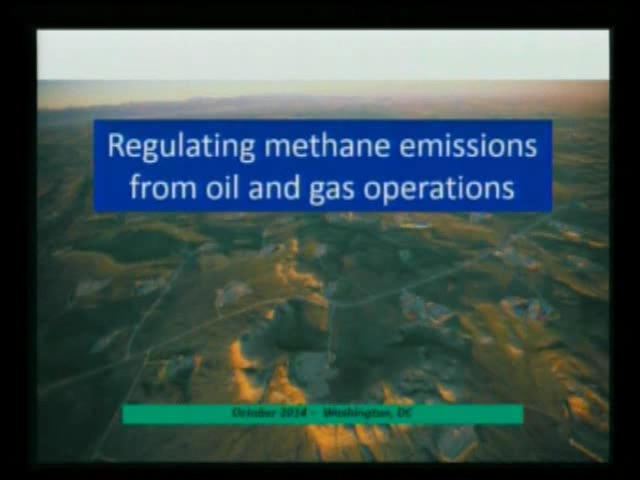 Regulating methane emissions
from oil and gas operations
October 2014 - Washington, DC